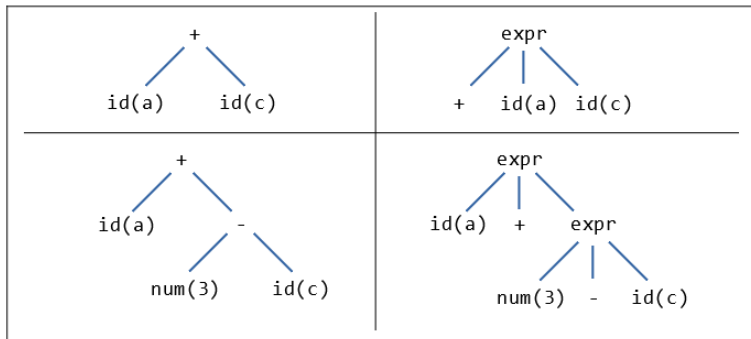 +
id(a) id(c)
expr
+ id(a) id(c)
+
id(a) -
num(3) id(c)
expr
id(a) + expr
num(3) - id(c)